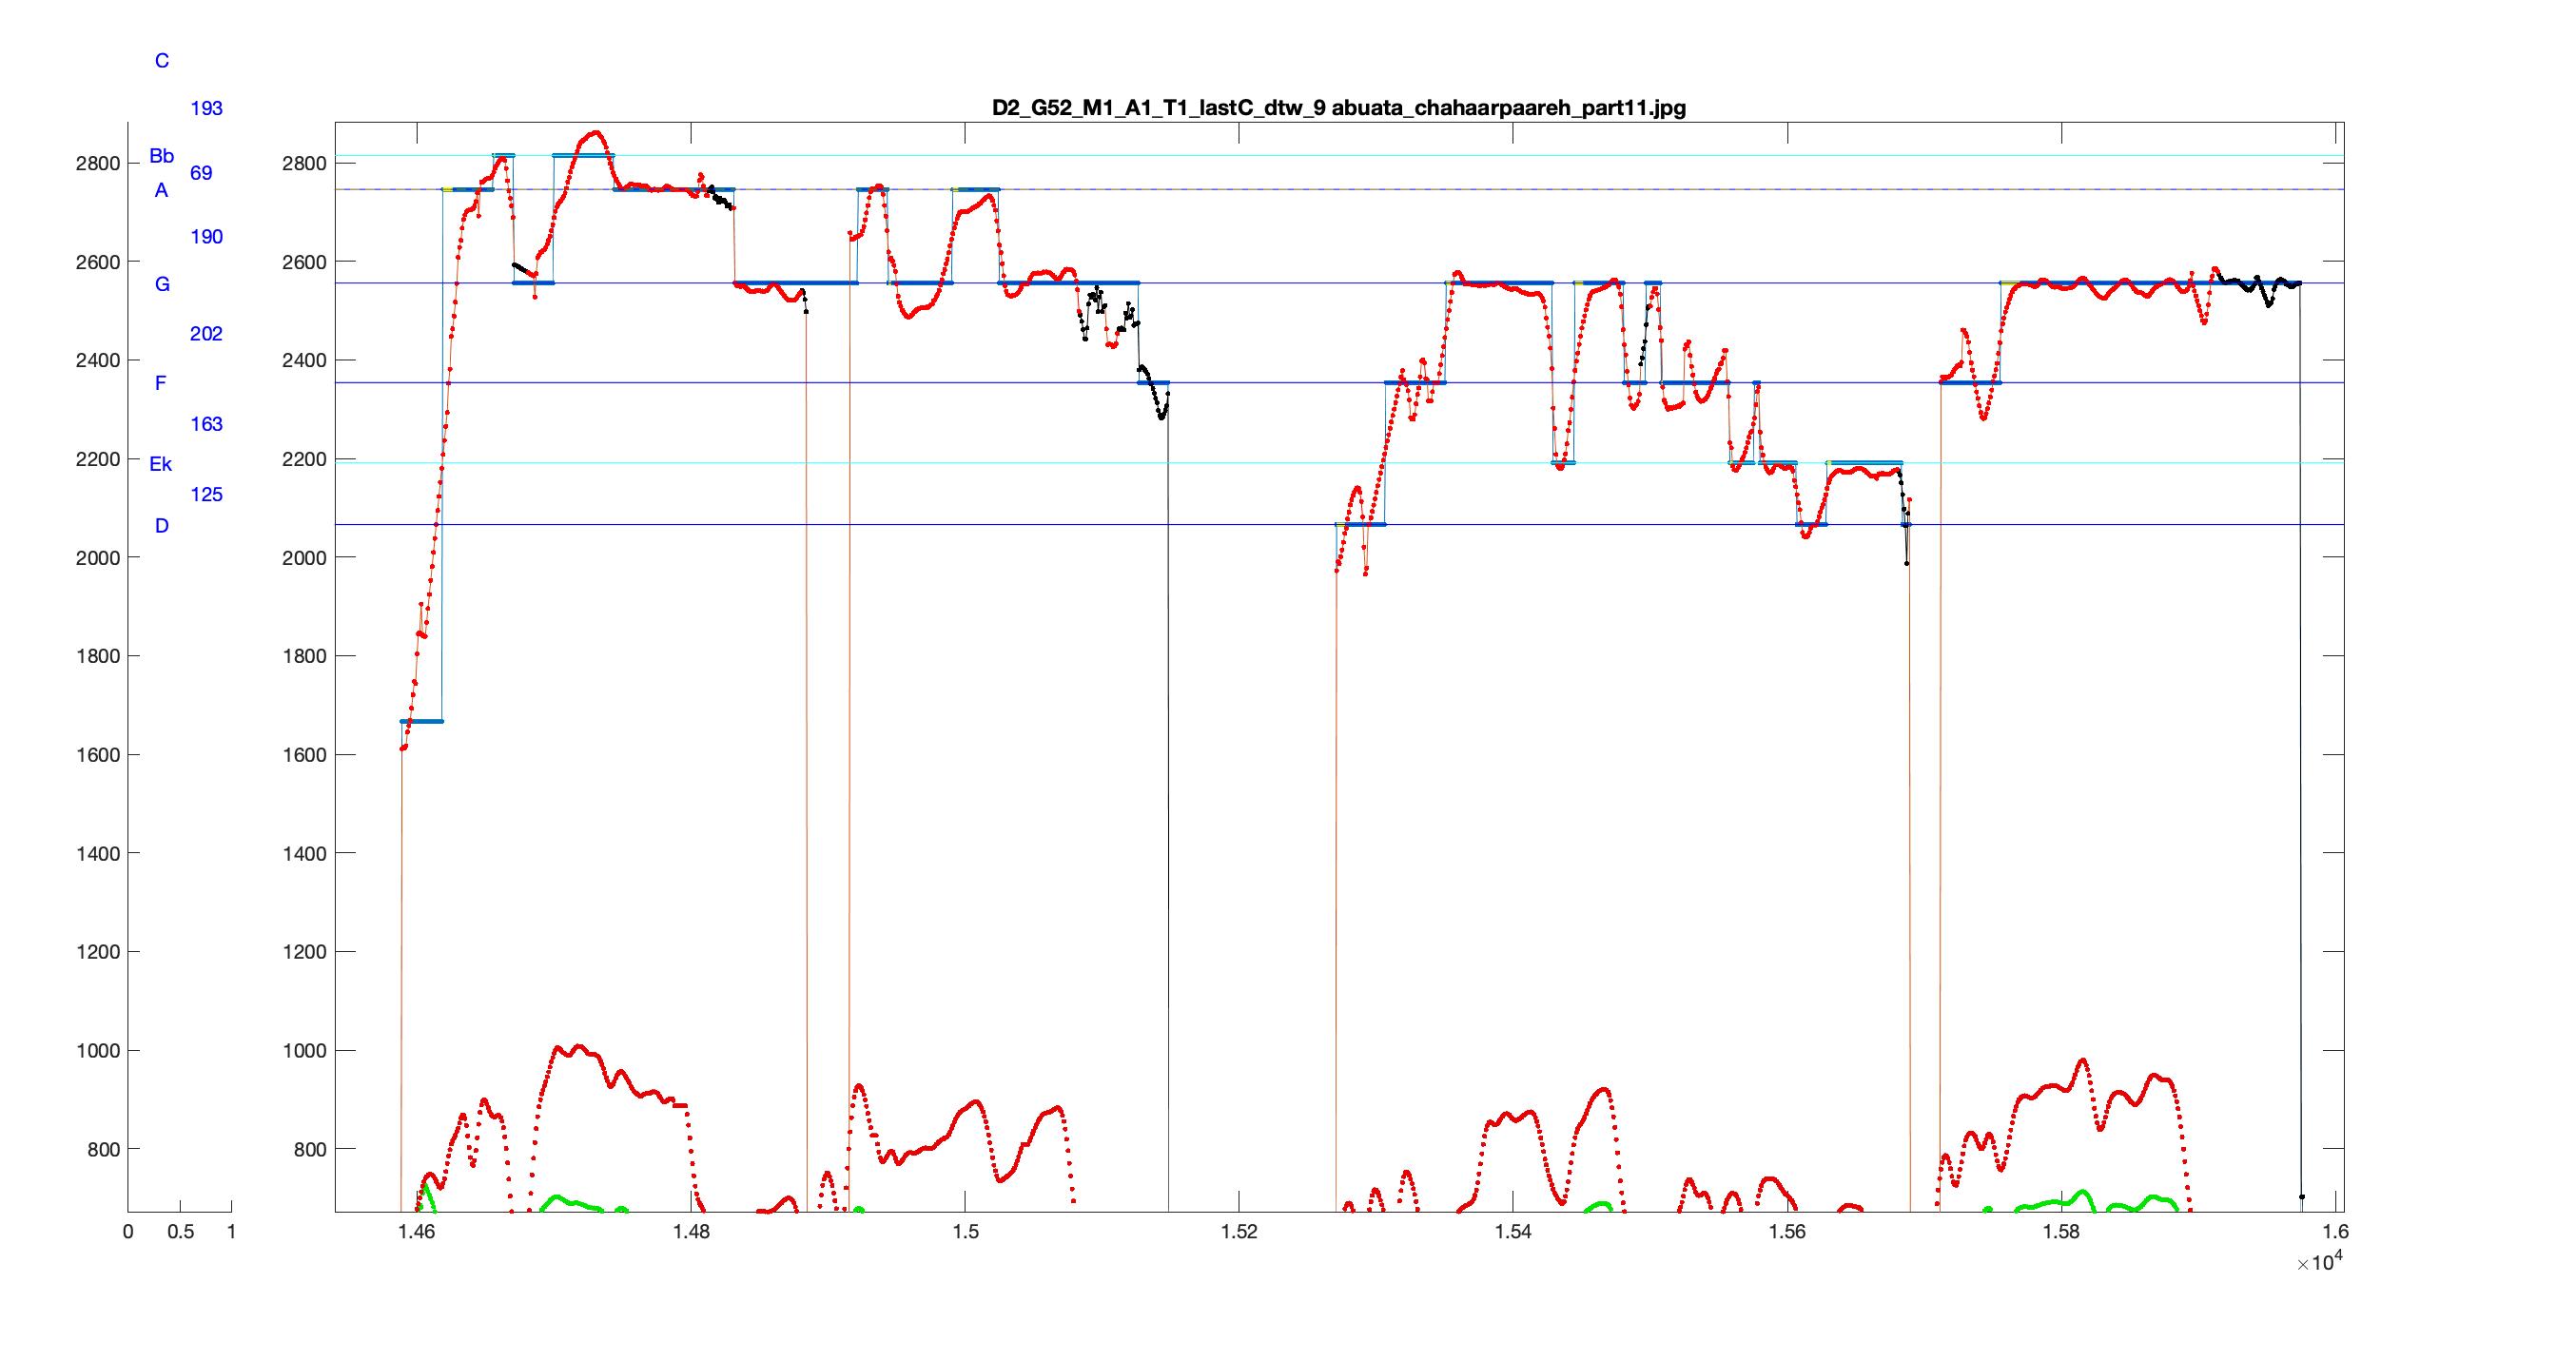 C
193
D2_G52_M1_A1_T1_lastC_dtw_9 abuata_chahaarpaareh_part11.jpg
2800 Bb 2800
69
A
190
2600 2600
G
202
2400 2400
F
163
2200 Ek 2200
125
D
2000 2000
1800 1800
1600 1600
1400 1400
1200 1200
1000 1000
800 800
0 0.5 1 1.46 1.48 1.5 1.52 1.54 1.56 1.58 1.6
×10⁴